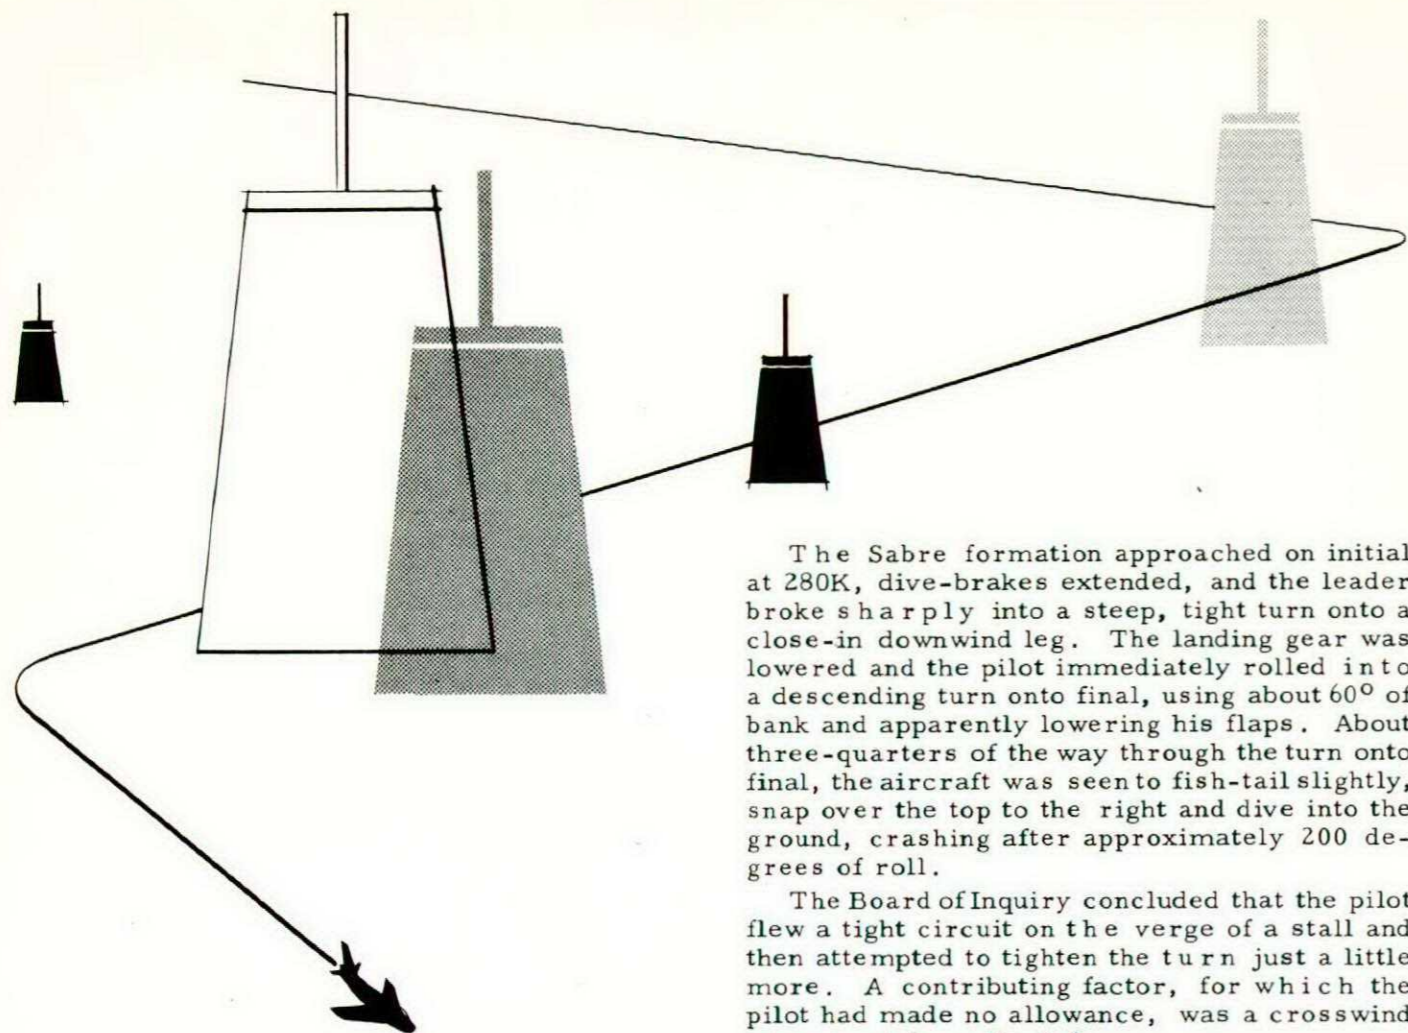 The Sabre formation approached on initial
at 280K, dive-brakes extended, and the leader
broke sharply into a steep, tight turn onto a
close-in downwind leg. The landing gear was
lowered and the pilot immediately rolled into
a descending turn onto final, using about 60° of
bank and apparently lowering his flaps. About
three-quarters of the way through the turn onto
final, the aircraft was seen to fish-tail slightly,
snap over the top to the right and dive into the
ground, crashing after approximately 200 de-
grees of roll.
The Board of Inquiry concluded that the pilot
flew a tight circuit on the verge of a stall and
then attempted to tighten the turn just a little
more. A contributing factor, for which the
pilot had made no allowance, was a crosswind